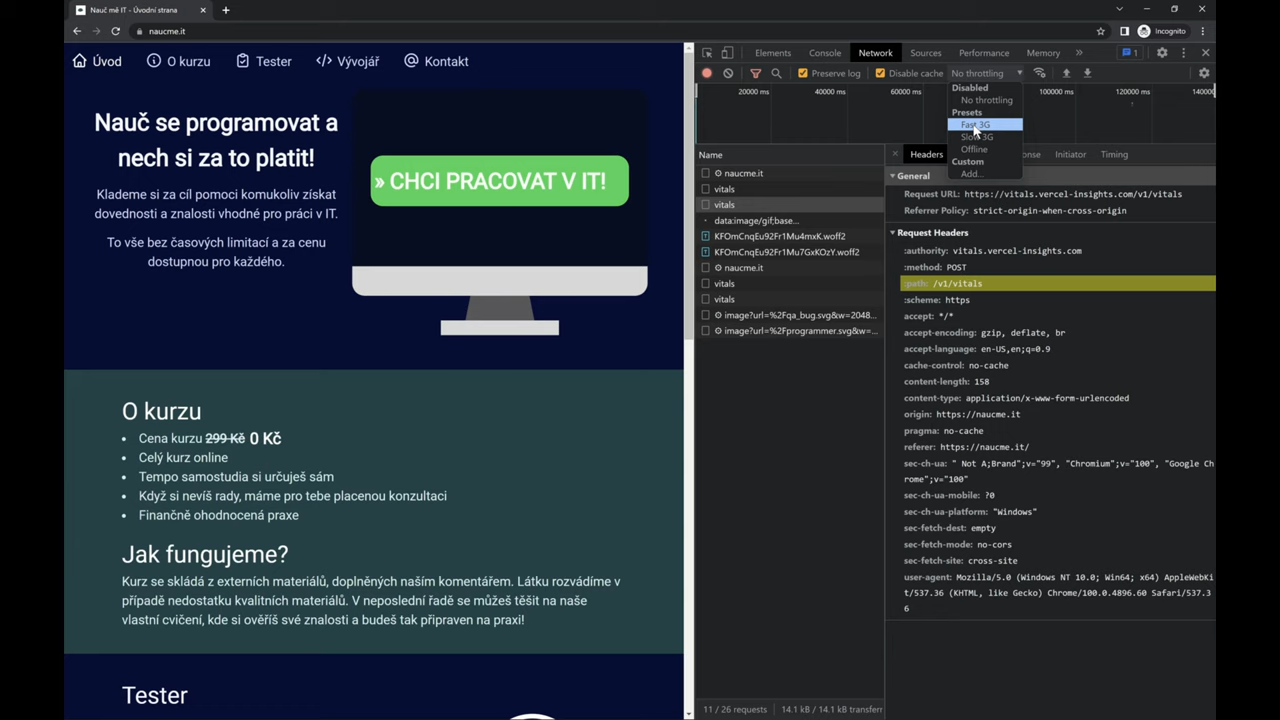 Nauč mě IT - Úvodní strana
naucme.it
Incognito
Úvod
O kurzu
Tester
Vývojář
Kontakt
Nauč se programovat a
nech si za to platit!
Klademe si za cíl pomoci komukoliv získat
dovednosti a znalosti vhodné pro práci v IT.
To vše bez časových limitací a za cenu
dostupnou pro každého.
» CHCI PRACOVAT V IT!
O kurzu
• Cena kurzu 299 Kč 0 Kč
• Celý kurz online
• Tempo samostudia si určuješ sám
• Když si nevíš rady, máme pro tebe placenou konzultaci
• Finančně ohodnocená praxe
Jak fungujeme?
Kurz se skládá z externích materiálů, doplněných naším komentářem. Látku rozvádíme v
případě nedostatku kvalitních materiálů. V neposlední řadě se můžeš těšit na naše
vlastní cvičení, kde si ověříš své znalosti a budeš tak připraven na praxi!
Tester
Elements Console Network Sources Performance Memory » 1
Preserve log Disable cache No throttling
20000 ms 40000 ms 60000 ms 100000 ms 120000 ms 14000
Disabled
No throttling
Presets
Fast 3G
Slow 3G
Offline
Custom
Add...
Name
naucme.it
vitals
vitals
data:image/gif;base...
KFOmCnqEu92Fr1Mu4mxK.woff2
KFOmCnqEu92Fr1Mu7GxKOzY.woff2
naucme.it
vitals
vitals
image?url=%2Fqa_bug.svg&w=2048...
image?url=%2Fprogrammer.svg&w=...
11 / 26 requests 14.1 kB / 14.1 kB transferr
Headers onse Initiator Timing
General
Request URL: https://vitals.vercel-insights.com/v1/vitals
Referrer Policy: strict-origin-when-cross-origin
Request Headers
:authority: vitals.vercel-insights.com
:method: POST
:path: /v1/vitals
:scheme: https
accept: */*
accept-encoding: gzip, deflate, br
accept-language: en-US,en;q=0.9
cache-control: no-cache
content-length: 158
content-type: application/x-www-form-urlencoded
origin: https://naucme.it
pragma: no-cache
referer: https://naucme.it/
sec-ch-ua: " Not A;Brand";v="99", "Chromium";v="100", "Google Ch
rome";v="100"
sec-ch-ua-mobile: ?0
sec-ch-ua-platform: "Windows"
sec-fetch-dest: empty
sec-fetch-mode: no-cors
sec-fetch-site: cross-site
user-agent: Mozilla/5.0 (Windows NT 10.0; Win64; x64) AppleWebKi
t/537.36 (KHTML, like Gecko) Chrome/100.0.4896.60 Safari/537.3
6